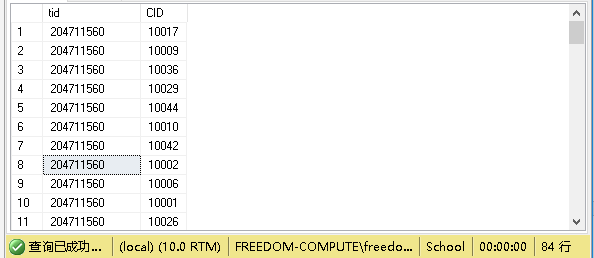 tid CID
1 204711560 10017
2 204711560 10009
3 204711560 10036
4 204711560 10029
5 204711560 10044
6 204711560 10010
7 204711560 10042
8 204711560 10002
9 204711560 10006
10 204711560 10001
11 204711560 10026
查询已成功... (local) (10.0 RTM) FREEDOM-COMPUTE\freedo... School 00:00:00 84 行